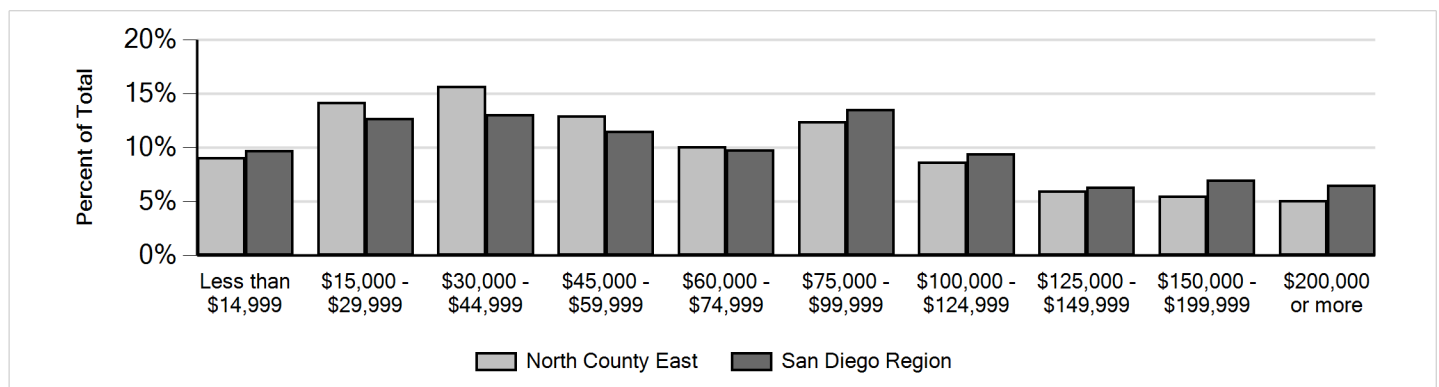 20%
15%
10%
5%
0%
Percent of Total
Less than $15,000 - $30,000 - $45,000 - $60,000 - $75,000 - $100,000 - $125,000 - $150,000 - $200,000
$14,999 $29,999 $44,999 $59,999 $74,999 $99,999 $124,999 $149,999 $199,999 or more
North County East San Diego Region